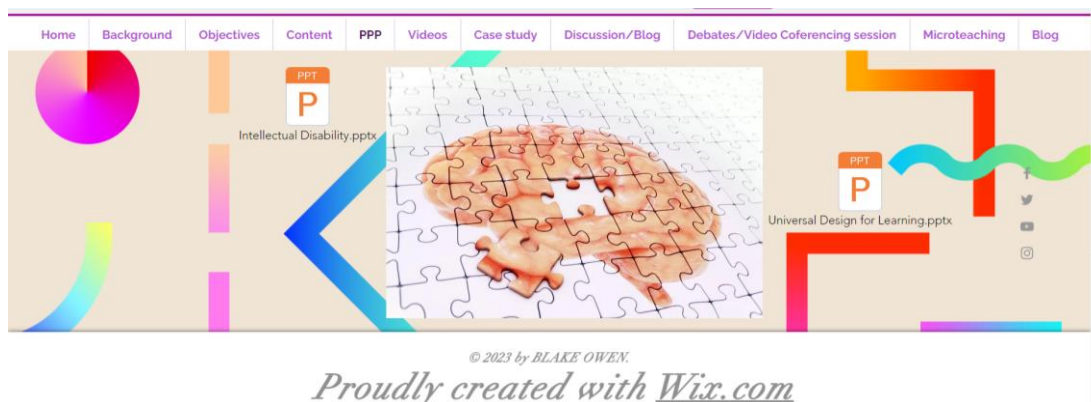 Home Background Objectives Content PPP Videos Case study Discussion/Blog Debates/Video Coferencing session Microteaching Blog
PPT
P
Intellectual Disability.pptx
PPT
P
Universal Design for Learning.pptx
© 2023 by BLAKE OWEN.
Proudly created with Wix.com